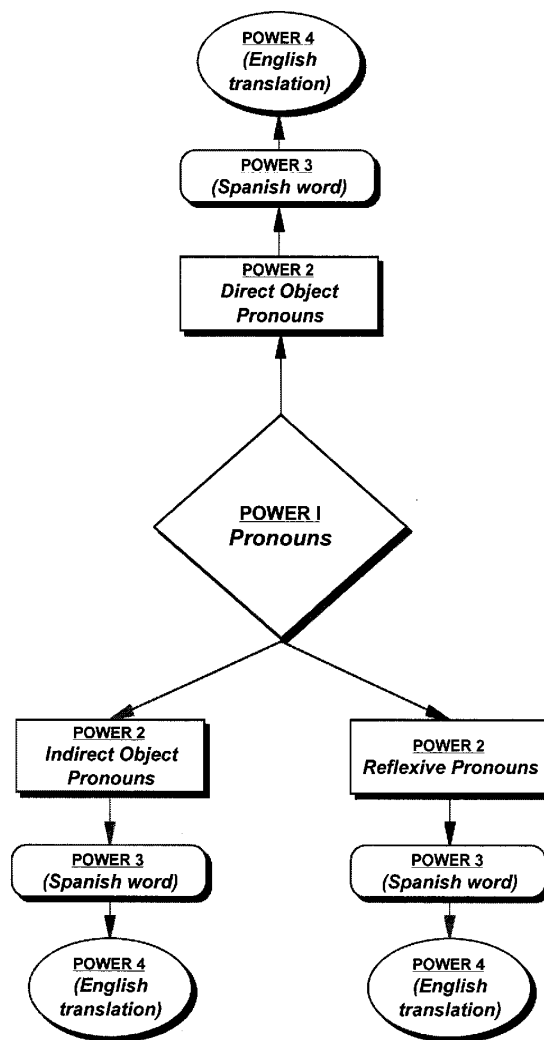 POWER 4
(English
translation)
POWER 3
(Spanish word)
POWER 2
Direct Object
Pronouns
POWER I
Pronouns
POWER 2
Indirect Object
Pronouns
POWER 3
(Spanish word)
POWER 4
(English
translation)
POWER 2
Reflexive Pronouns
POWER 3
(Spanish word)
POWER 4
(English
translation)